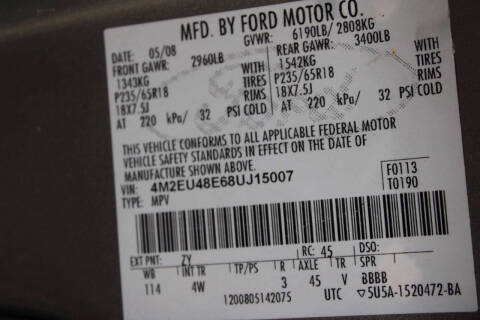 MFD. BY FORD MOTOR CO.
DATE: 05/08 GVWR: 6190LB/ 2808KG
FRONT GAWR: 2960LB REAR GAWR: 3400LB
1343KG 1542KG
P235/65R18 TIRES P235/65R18 TIRES
18X7.5J RIMS 18X7.5J RIMS
AT 220 kPa/ 32 PSI COLD AT 220 kPa/ 32 PSI COLD
THIS VEHICLE CONFORMS TO ALL APPLICABLE FEDERAL MOTOR
VEHICLE SAFETY STANDARDS IN EFFECT ON THE DATE OF
MANUFACTURE SHOWN ABOVE.
VIN: 4M2EU48E68UJ15007 F0113
TYPE: MPV T0190
EXT PNT: ZY RC: 45 DSO:
WB INT TR TP/PS R AXLE TR SPR
114 4W 3 45 V BBBB
1200805142075 UTC ▽5U5A-1520472-BA